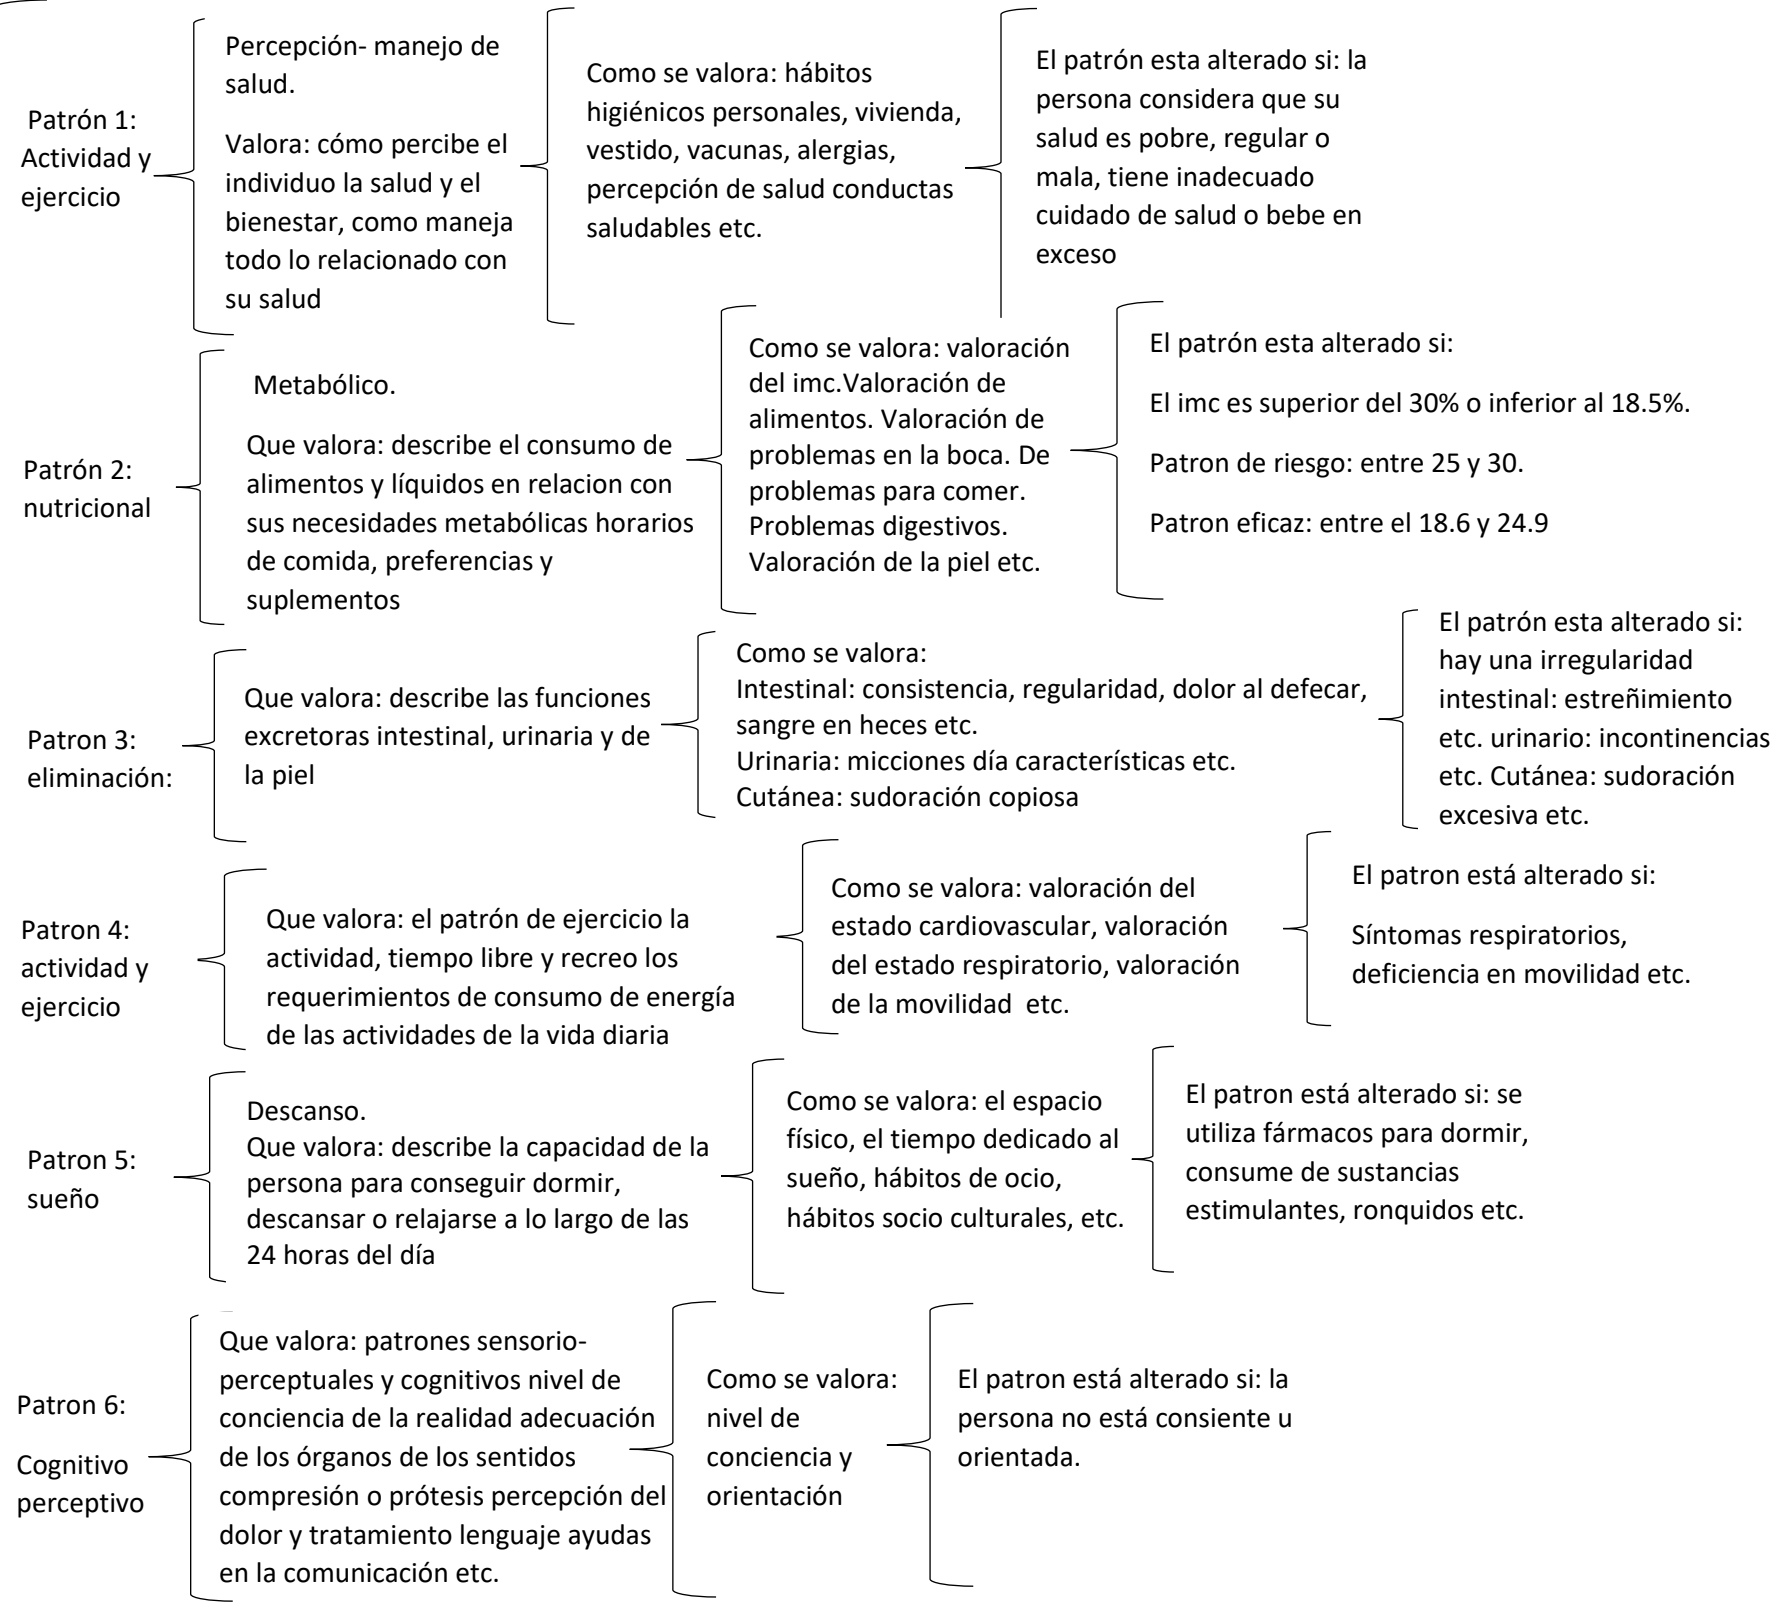 Patrón 1:
Actividad y
ejercicio
Percepción- manejo de
salud.
Valora: cómo percibe el
individuo la salud y el
bienestar, como maneja
todo lo relacionado con
su salud
Como se valora: hábitos
higiénicos personales, vivienda,
vestido, vacunas, alergias,
percepción de salud conductas
saludables etc.
El patrón esta alterado si: la
persona considera que su
salud es pobre, regular o
mala, tiene inadecuado
cuidado de salud o bebe en
exceso
Patrón 2:
nutricional
Metabólico.
Que valora: describe el consumo de
alimentos y líquidos en relacion con
sus necesidades metabólicas horarios
de comida, preferencias y
suplementos
Como se valora: valoración
del imc.Valoración de
alimentos. Valoración de
problemas en la boca. De
problemas para comer.
Problemas digestivos.
Valoración de la piel etc.
El patrón esta alterado si:
El imc es superior del 30% o inferior al 18.5%.
Patron de riesgo: entre 25 y 30.
Patron eficaz: entre el 18.6 y 24.9
Patron 3:
eliminación:
Que valora: describe las funciones
excretoras intestinal, urinaria y de
la piel
Como se valora:
Intestinal: consistencia, regularidad, dolor al defecar,
sangre en heces etc.
Urinaria: micciones día características etc.
Cutánea: sudoración copiosa
El patrón esta alterado si:
hay una irregularidad
intestinal: estreñimiento
etc. urinario: incontinencias
etc. Cutánea: sudoración
excesiva etc.
Patron 4:
actividad y
ejercicio
Que valora: el patrón de ejercicio la
actividad, tiempo libre y recreo los
requerimientos de consumo de energía
de las actividades de la vida diaria
Como se valora: valoración del
estado cardiovascular, valoración
del estado respiratorio, valoración
de la movilidad  etc.
El patron está alterado si:
Síntomas respiratorios,
deficiencia en movilidad etc.
Patron 5:
sueño
Descanso.
Que valora: describe la capacidad de la
persona para conseguir dormir,
descansar o relajarse a lo largo de las
24 horas del día
Como se valora: el espacio
físico, el tiempo dedicado al
sueño, hábitos de ocio,
hábitos socio culturales, etc.
El patron está alterado si: se
utiliza fármacos para dormir,
consume de sustancias
estimulantes, ronquidos etc.
Patron 6:
Cognitivo
perceptivo
Que valora: patrones sensorio-
perceptuales y cognitivos nivel de
conciencia de la realidad adecuación
de los órganos de los sentidos
compresión o prótesis percepción del
dolor y tratamiento lenguaje ayudas
en la comunicación etc.
Como se valora:
nivel de
conciencia y
orientación
El patron está alterado si: la
persona no está consiente u
orientada.